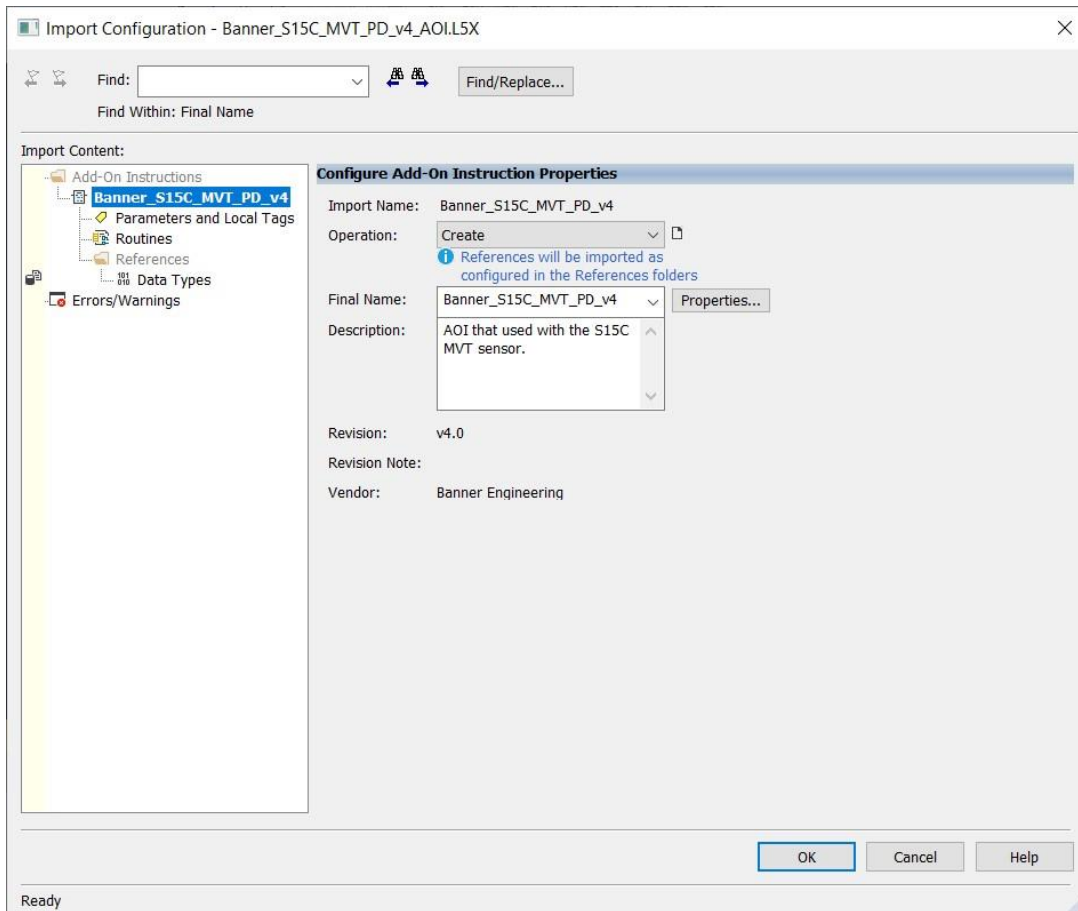 Import Configuration - Banner_S15C_MVT_PD_v4_AOI.L5X
Find:
Find/Replace...
Find Within: Final Name
Import Content:
Add-On Instructions
Banner_S15C_MVT_PD_v4
Parameters and Local Tags
Routines
References
Data Types
Errors/Warnings
Configure Add-On Instruction Properties
Import Name: Banner_S15C_MVT_PD_v4
Operation: Create
References will be imported as
configured in the References folders
Final Name: Banner_S15C_MVT_PD_v4 Properties...
Description: AOI that used with the S15C
MVT sensor.
Revision: v4.0
Revision Note:
Vendor: Banner Engineering
OK Cancel Help
Ready